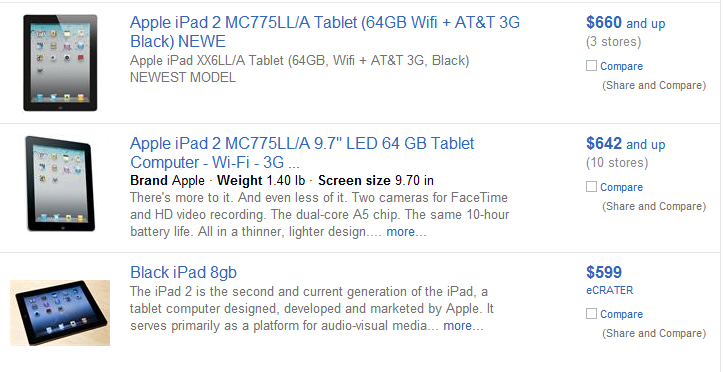 Apple iPad 2 MC775LL/A Tablet (64GB Wifi + AT&T 3G
Black) NEWE
Apple iPad XX6LL/A Tablet (64GB, Wifi + AT&T 3G, Black)
NEWEST MODEL
$660 and up
(3 stores)
Compare
(Share and Compare)
Apple iPad 2 MC775LL/A 9.7" LED 64 GB Tablet
Computer - Wi-Fi - 3G ...
Brand Apple · Weight 1.40 lb · Screen size 9.70 in
There's more to it. And even less of it. Two cameras for FaceTime
and HD video recording. The dual-core A5 chip. The same 10-hour
battery life. All in a thinner, lighter design.... more...
$642 and up
(10 stores)
Compare
(Share and Compare)
Black iPad 8gb
The iPad 2 is the second and current generation of the iPad, a
tablet computer designed, developed and marketed by Apple. It
serves primarily as a platform for audio-visual media... more...
$599
eCRATER
Compare
(Share and Compare)